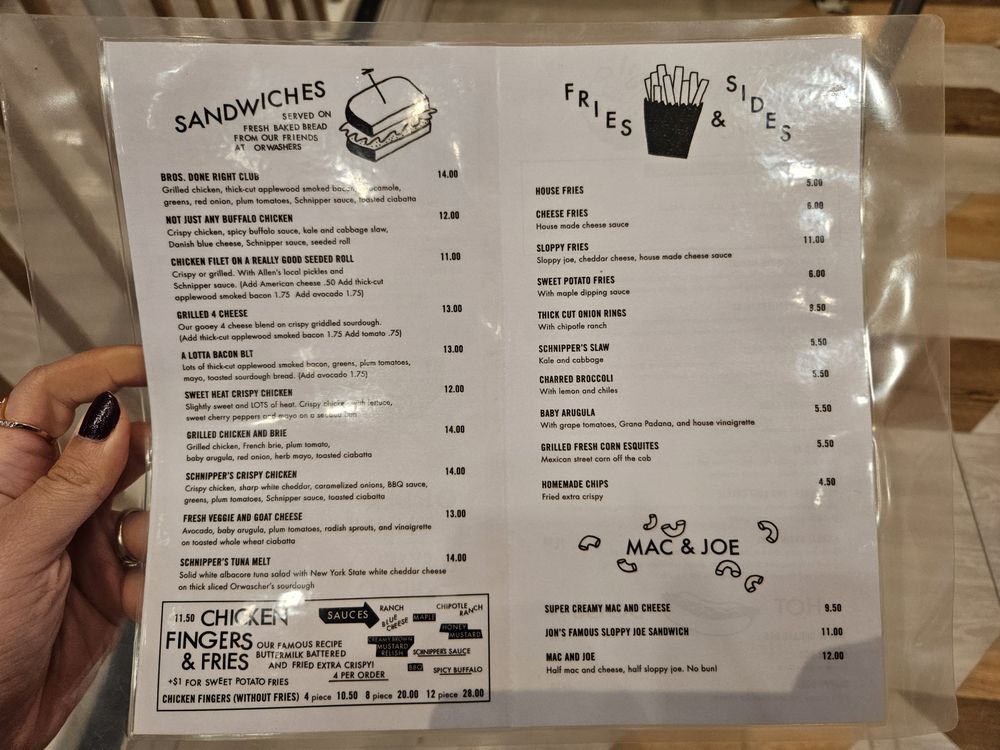 SANDWICHES
SERVED ON
FRESH BAKED BREAD
FROM OUR FRIENDS
AT ORWASHERS
BROS. DONE RIGHT CLUB 14.00
Grilled chicken, thick-cut applewood smoked bacon,
greens, red onion, plum tomatoes, Schnipper sauce, toasted ciabatta
NOT JUST ANY BUFFALO CHICKEN 12.00
Crispy chicken, spicy buffalo sauce, kale and cabbage slaw,
Danish blue cheese, Schnipper sauce, seeded roll
CHICKEN FILET ON A REALLY GOOD SEEDED ROLL 11.00
Crispy or grilled. With Allen's local pickles and
Schnipper sauce. (Add American cheese .50 Add thick-cut
applewood smoked bacon 1.75 Add avocado 1.75)
GRILLED 4 CHEESE 13.00
Our gooey 4 cheese blend on crispy griddled sourdough.
(Add thick-cut applewood smoked bacon 1.75 Add tomato .75)
A LOTTA BACON BLT 13.00
Lots of thick-cut applewood smoked bacon, greens, plum tomatoes,
mayo, toasted sourdough bread. (Add avocado 1.75)
SWEET HEAT CRISPY CHICKEN 12.00
Slightly sweet and LOTS of heat. Crispy chicken with lettuce,
sweet cherry peppers and mayo on a seeded bun
GRILLED CHICKEN AND BRIE 14.00
Grilled chicken, French brie, plum tomato,
baby arugula, red onion, herb mayo, toasted ciabatta
SCHNIPPER'S CRISPY CHICKEN 14.00
Crispy chicken, sharp white cheddar, caramelized onions, BBQ sauce,
greens, plum tomatoes, Schnipper sauce, toasted ciabatta
FRESH VEGGIE AND GOAT CHEESE 13.00
Avocado, baby arugula, plum tomatoes, radish sprouts, and vinaigrette
on toasted whole wheat ciabatta
SCHNIPPER'S TUNA MELT 14.00
Solid white albacore tuna salad with New York State white cheddar cheese
on thick sliced Orwascher's sourdough
11.50 CHICKEN
FINGERS
& FRIES
OUR FAMOUS RECIPE
BUTTERMILK BATTERED
AND FRIED EXTRA CRISPY!
4 PER ORDER
+$1 FOR SWEET POTATO FRIES
SAUCES
RANCH
BLUE CHEESE
MAPLE
CHIPOTLE RANCH
HONEY MUSTARD
CREAMY BROWN MUSTARD RELISH
SCHNIPPER'S SAUCE
BBQ
SPICY BUFFALO
CHICKEN FINGERS (WITHOUT FRIES) 4 piece 10.50 8 piece 20.00 12 piece 28.00
FRIES & SIDES
HOUSE FRIES 5.00
CHEESE FRIES 6.00
House made cheese sauce
SLOPPY FRIES 11.00
Sloppy joe, cheddar cheese, house made cheese sauce
SWEET POTATO FRIES 6.00
With maple dipping sauce
THICK CUT ONION RINGS
With chipotle ranch
SCHNIPPER'S SLAW 5.50
Kale and cabbage
CHARRED BROCCOLI 5.50
With lemon and chiles
BABY ARUGULA 5.50
With grape tomatoes, Grana Padana, and house vinaigrette
GRILLED FRESH CORN ESQUITES 5.50
Mexican street corn off the cob
HOMEMADE CHIPS 4.50
Fried extra crispy
MAC & JOE
SUPER CREAMY MAC AND CHEESE 9.50
JON'S FAMOUS SLOPPY JOE SANDWICH 11.00
MAC AND JOE 12.00
Half mac and cheese, half sloppy joe. No bun!